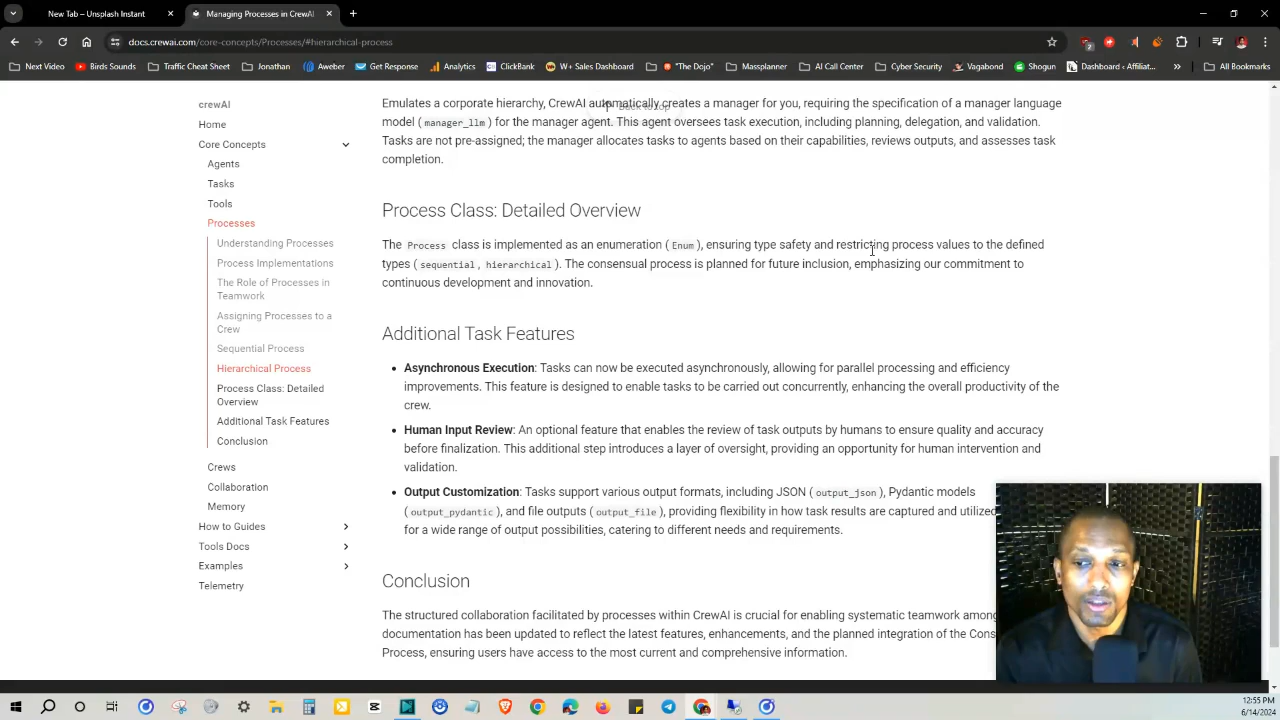 New Tab – Unsplash Instant
Managing Processes in CrewAI
docs.crewai.com/core-concepts/Processes/#hierarchical-process
Next Video
Birds Sounds
Traffic Cheat Sheet
Jonathan
Aweber
Get Response
Analytics
ClickBank
W+ Sales Dashboard
"The Dojo"
Massplanner
AI Call Center
Cyber Security
Vagabond
Shogun
Dashboard • Affiliate...
crewAI
Home
Core Concepts
Agents
Tasks
Tools
Processes
Understanding Processes
Process Implementations
The Role of Processes in
Teamwork
Assigning Processes to a
Crew
Sequential Process
Hierarchical Process
Process Class: Detailed
Overview
Additional Task Features
Conclusion
Crews
Collaboration
Memory
How to Guides
Tools Docs
Examples
Telemetry
Back to top
Emulates a corporate hierarchy, CrewAI automatically creates a manager for you, requiring the specification of a manager language
model (manager_llm) for the manager agent. This agent oversees task execution, including planning, delegation, and validation.
Tasks are not pre-assigned; the manager allocates tasks to agents based on their capabilities, reviews outputs, and assesses task
completion.
Process Class: Detailed Overview
The Process class is implemented as an enumeration (Enum), ensuring type safety and restricting process values to the defined
types (sequential, hierarchical). The consensual process is planned for future inclusion, emphasizing our commitment to
continuous development and innovation.
Additional Task Features
• Asynchronous Execution: Tasks can now be executed asynchronously, allowing for parallel processing and efficiency
improvements. This feature is designed to enable tasks to be carried out concurrently, enhancing the overall productivity of the
crew.
• Human Input Review: An optional feature that enables the review of task outputs by humans to ensure quality and accuracy
before finalization. This additional step introduces a layer of oversight, providing an opportunity for human intervention and
validation.
• Output Customization: Tasks support various output formats, including JSON (output_json), Pydantic models
(output_pydantic), and file outputs (output_file), providing flexibility in how task results are captured and utilized
for a wide range of output possibilities, catering to different needs and requirements.
Conclusion
The structured collaboration facilitated by processes within CrewAI is crucial for enabling systematic teamwork among
documentation has been updated to reflect the latest features, enhancements, and the planned integration of the Cons
Process, ensuring users have access to the most current and comprehensive information.
12:55 PM
6/14/2024